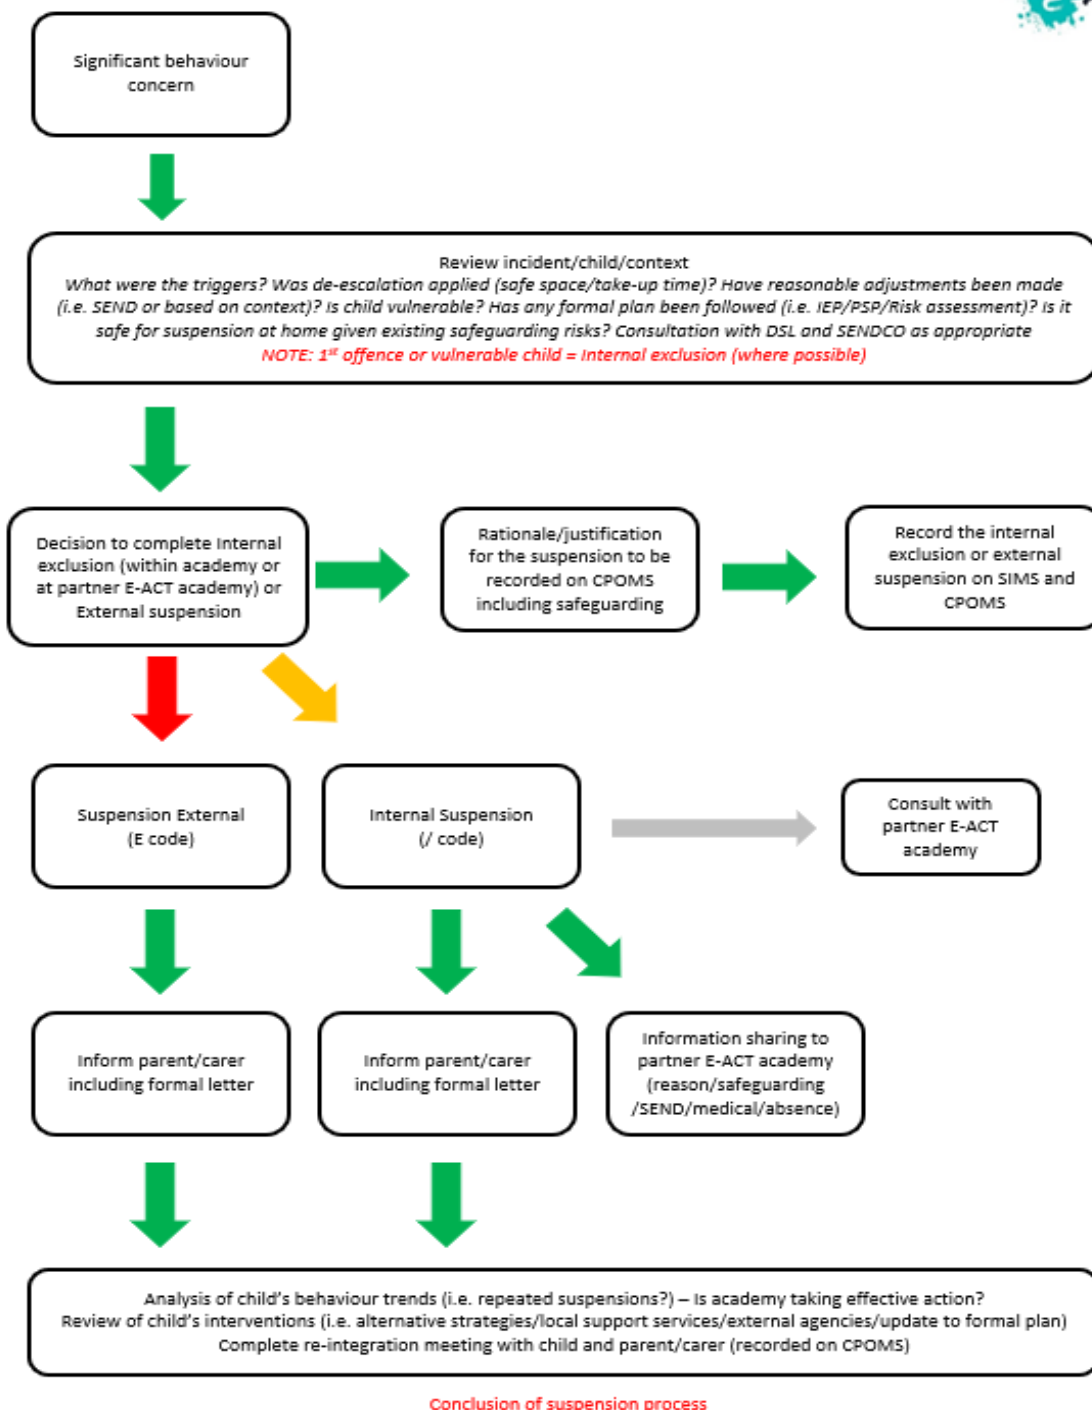 Significant behaviour
concern
Review incident/child/context
What were the triggers? Was de-escalation applied (safe space/take-up time)? Have reasonable adjustments been made
(i.e. SEND or based on context)? Is child vulnerable? Has any formal plan been followed (i.e. IEP/PSP/Risk assessment)? Is it
safe for suspension at home given existing safeguarding risks? Consultation with DSL and SENDCO as appropriate
NOTE: 1st offence or vulnerable child = Internal exclusion (where possible)
Decision to complete Internal
exclusion (within academy or
at partner E-ACT academy) or
External suspension
Rationale/justification
for the suspension to be
recorded on CPOMS
including safeguarding
Record the internal
exclusion or external
suspension on SIMS and
CPOMS
Suspension External
(E code)
Internal Suspension
(/ code)
Consult with
partner E-ACT
academy
Inform parent/carer
including formal letter
Inform parent/carer
including formal letter
Information sharing to
partner E-ACT academy
(reason/safeguarding
/SEND/medical/absence)
Analysis of child's behaviour trends (i.e. repeated suspensions?) – Is academy taking effective action?
Review of child's interventions (i.e. alternative strategies/local support services/external agencies/update to formal plan)
Complete re-integration meeting with child and parent/carer (recorded on CPOMS)
Conclusion of suspension process